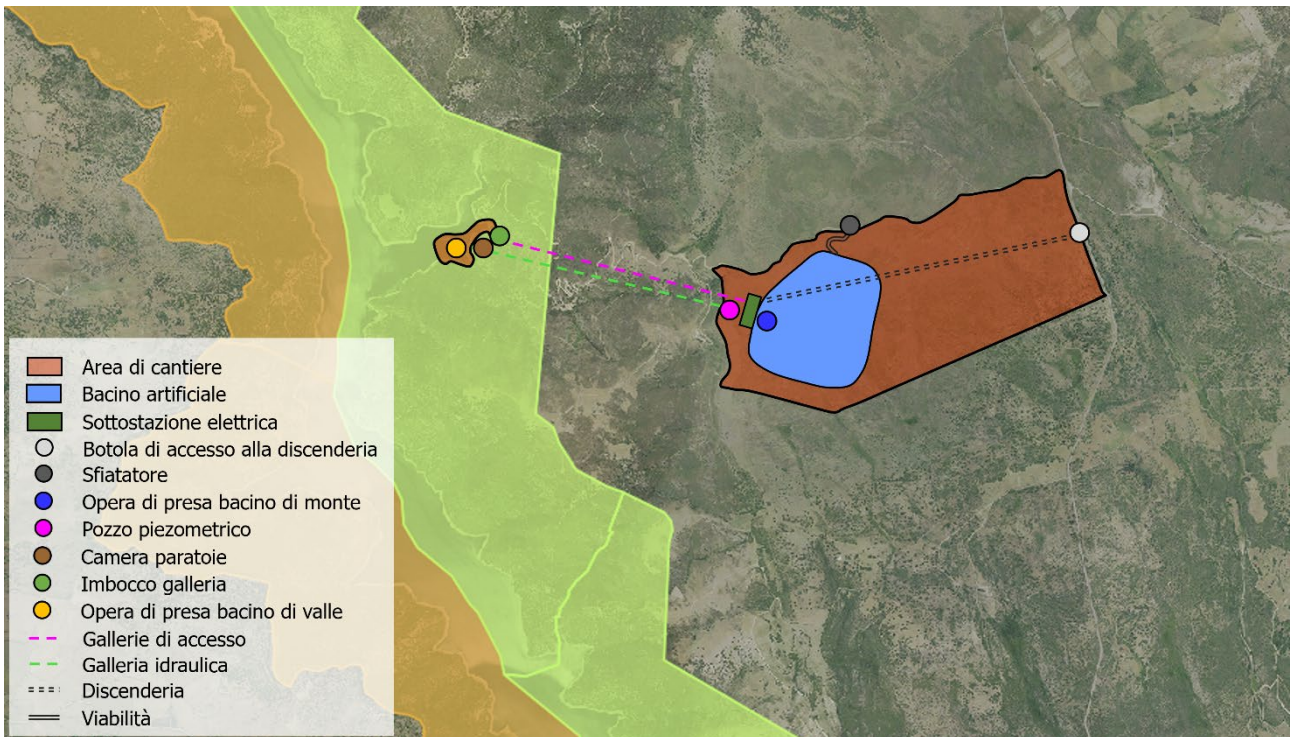 Area di cantiere
Bacino artificiale
Sottostazione elettrica
Botola di accesso alla discenderia
Sfiatatore
Opera di presa bacino di monte
Pozzo piezometrico
Camera paratoie
Imbocco galleria
Opera di presa bacino di valle
Gallerie di accesso
Galleria idraulica
Discenderia
Viabilità